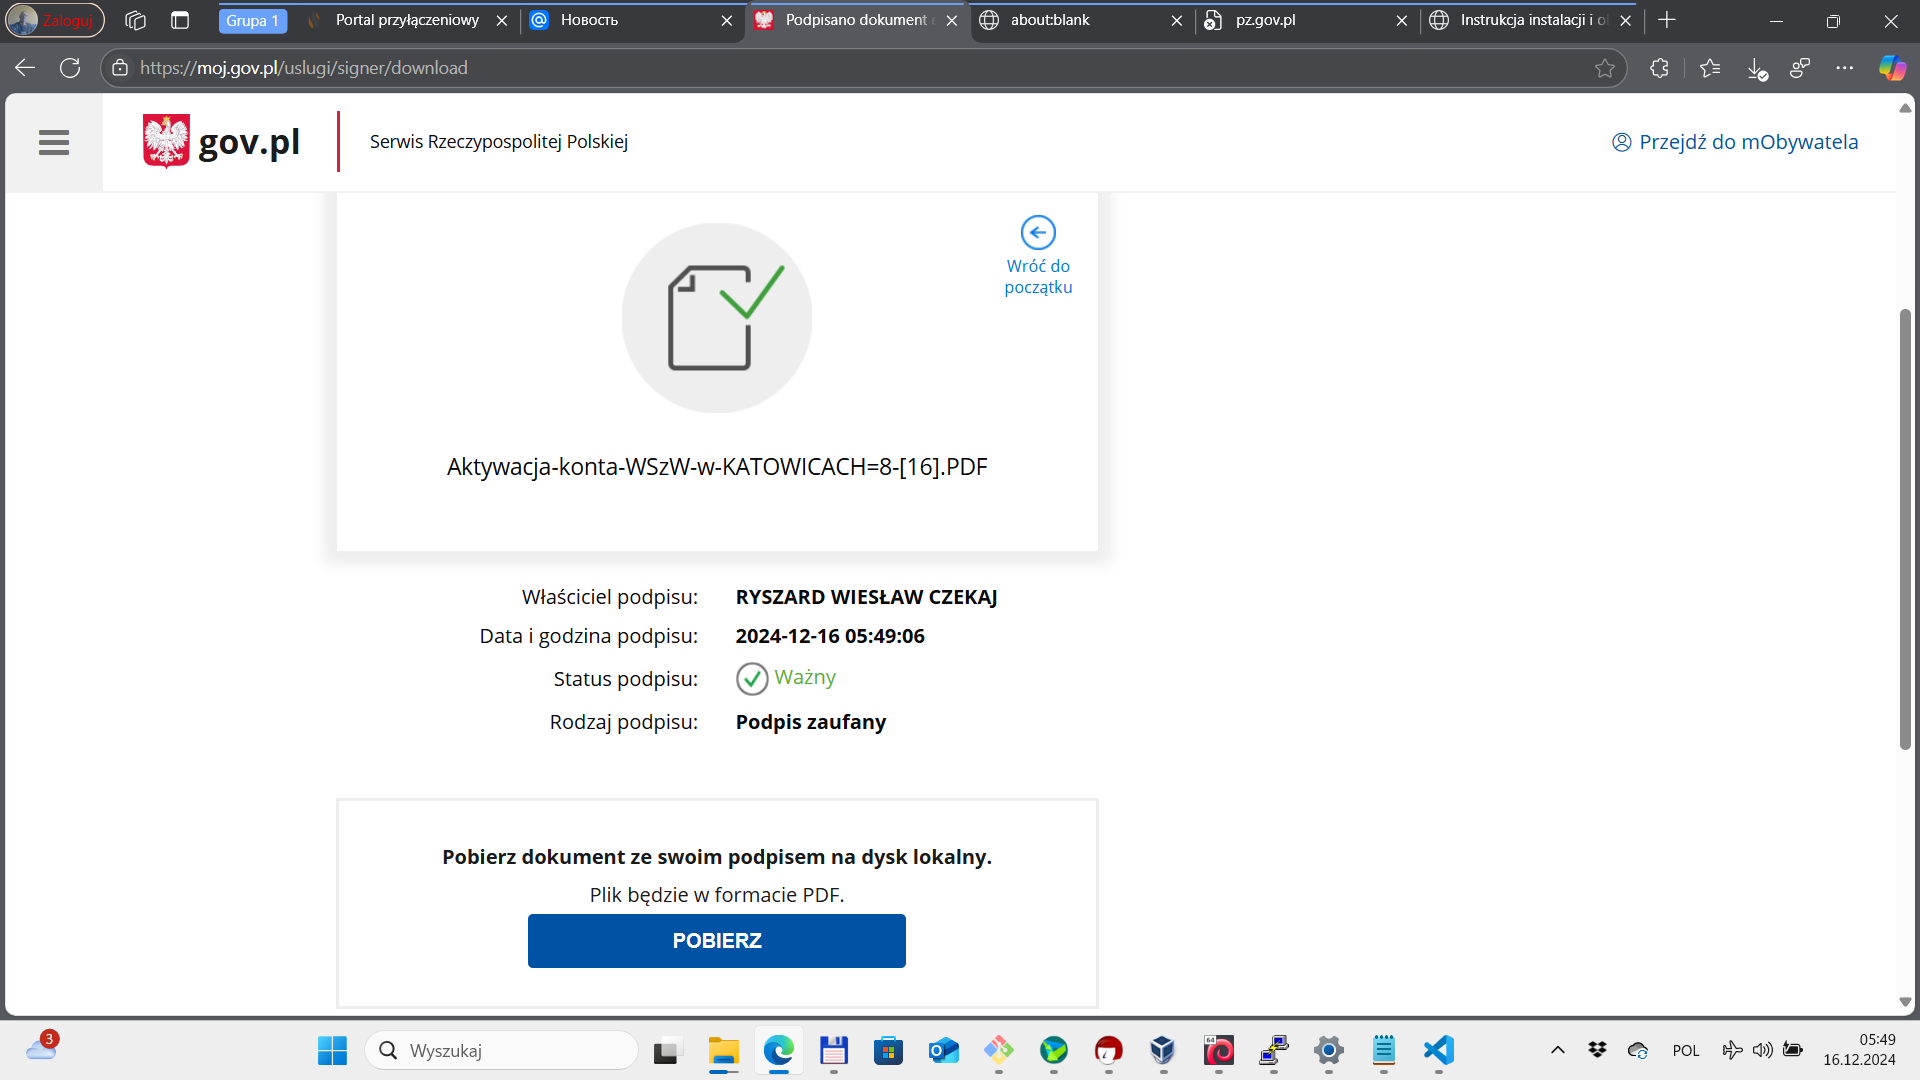 Zaloguj
Grupa 1
Portal przyłączeniowy
Новость
Podpisano dokument
about:blank
pz.gov.pl
Instrukcja instalacji i
https://moj.gov.pl/uslugi/signer/download
gov.pl
Serwis Rzeczypospolitej Polskiej
Przejdź do mObywatela
Wróć do
początku
Aktywacja-konta-WSzW-w-KATOWICACH=8-[16].PDF
Właściciel podpisu: RYSZARD WIESŁAW CZEKAJ
Data i godzina podpisu: 2024-12-16 05:49:06
Status podpisu: Ważny
Rodzaj podpisu: Podpis zaufany
Pobierz dokument ze swoim podpisem na dysk lokalny.
Plik będzie w formacie PDF.
POBIERZ
3
Wyszukaj
64
POL
05:49
16.12.2024